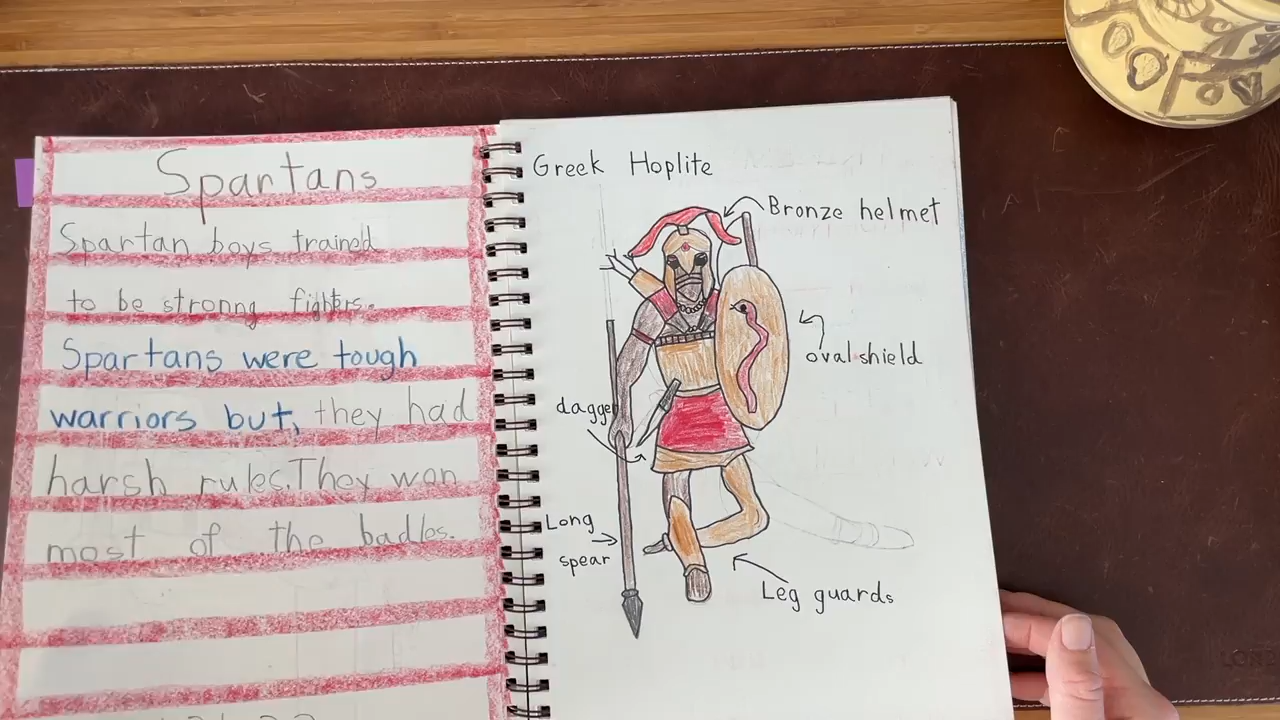 Spartans
Spartan boys trained
to be stronng fighters.
Spartans were tough
warriors but, they had
harsh rules. They won
most of the badles.
Greek Hoplite
Bronze helmet
oval shield
dagger
Long
spear
Leg guards